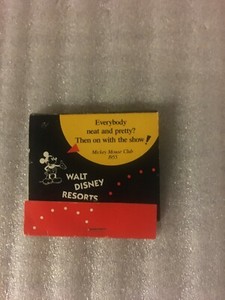 Everybody
neat and pretty?
Then on with the show!
Mickey Mouse Club
1955
WALT
DISNEY
RESORTS